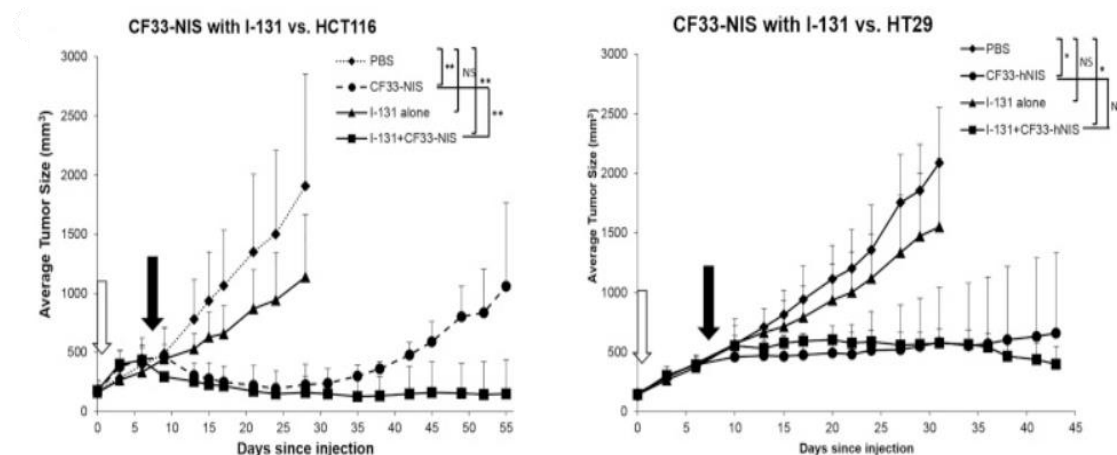 CF33-NIS with I-131 vs. HCT116
PBS
CF33-NIS
I-131 alone
I-131+CF33-NIS
**
NS
**
**
Average Tumor Size (mm³)
3000
2500
2000
1500
1000
500
0
0 5 10 15 20 25 30 35 40 45 50 55
Days since injection
CF33-NIS with I-131 vs. HT29
PBS
CF33-hNIS
I-131 alone
I-131+CF33-hNIS
*
NS
*
Average Tumor Size (mm³)
3000
2500
2000
1500
1000
500
0
0 5 10 15 20 25 30 35 40 45
Days since injection